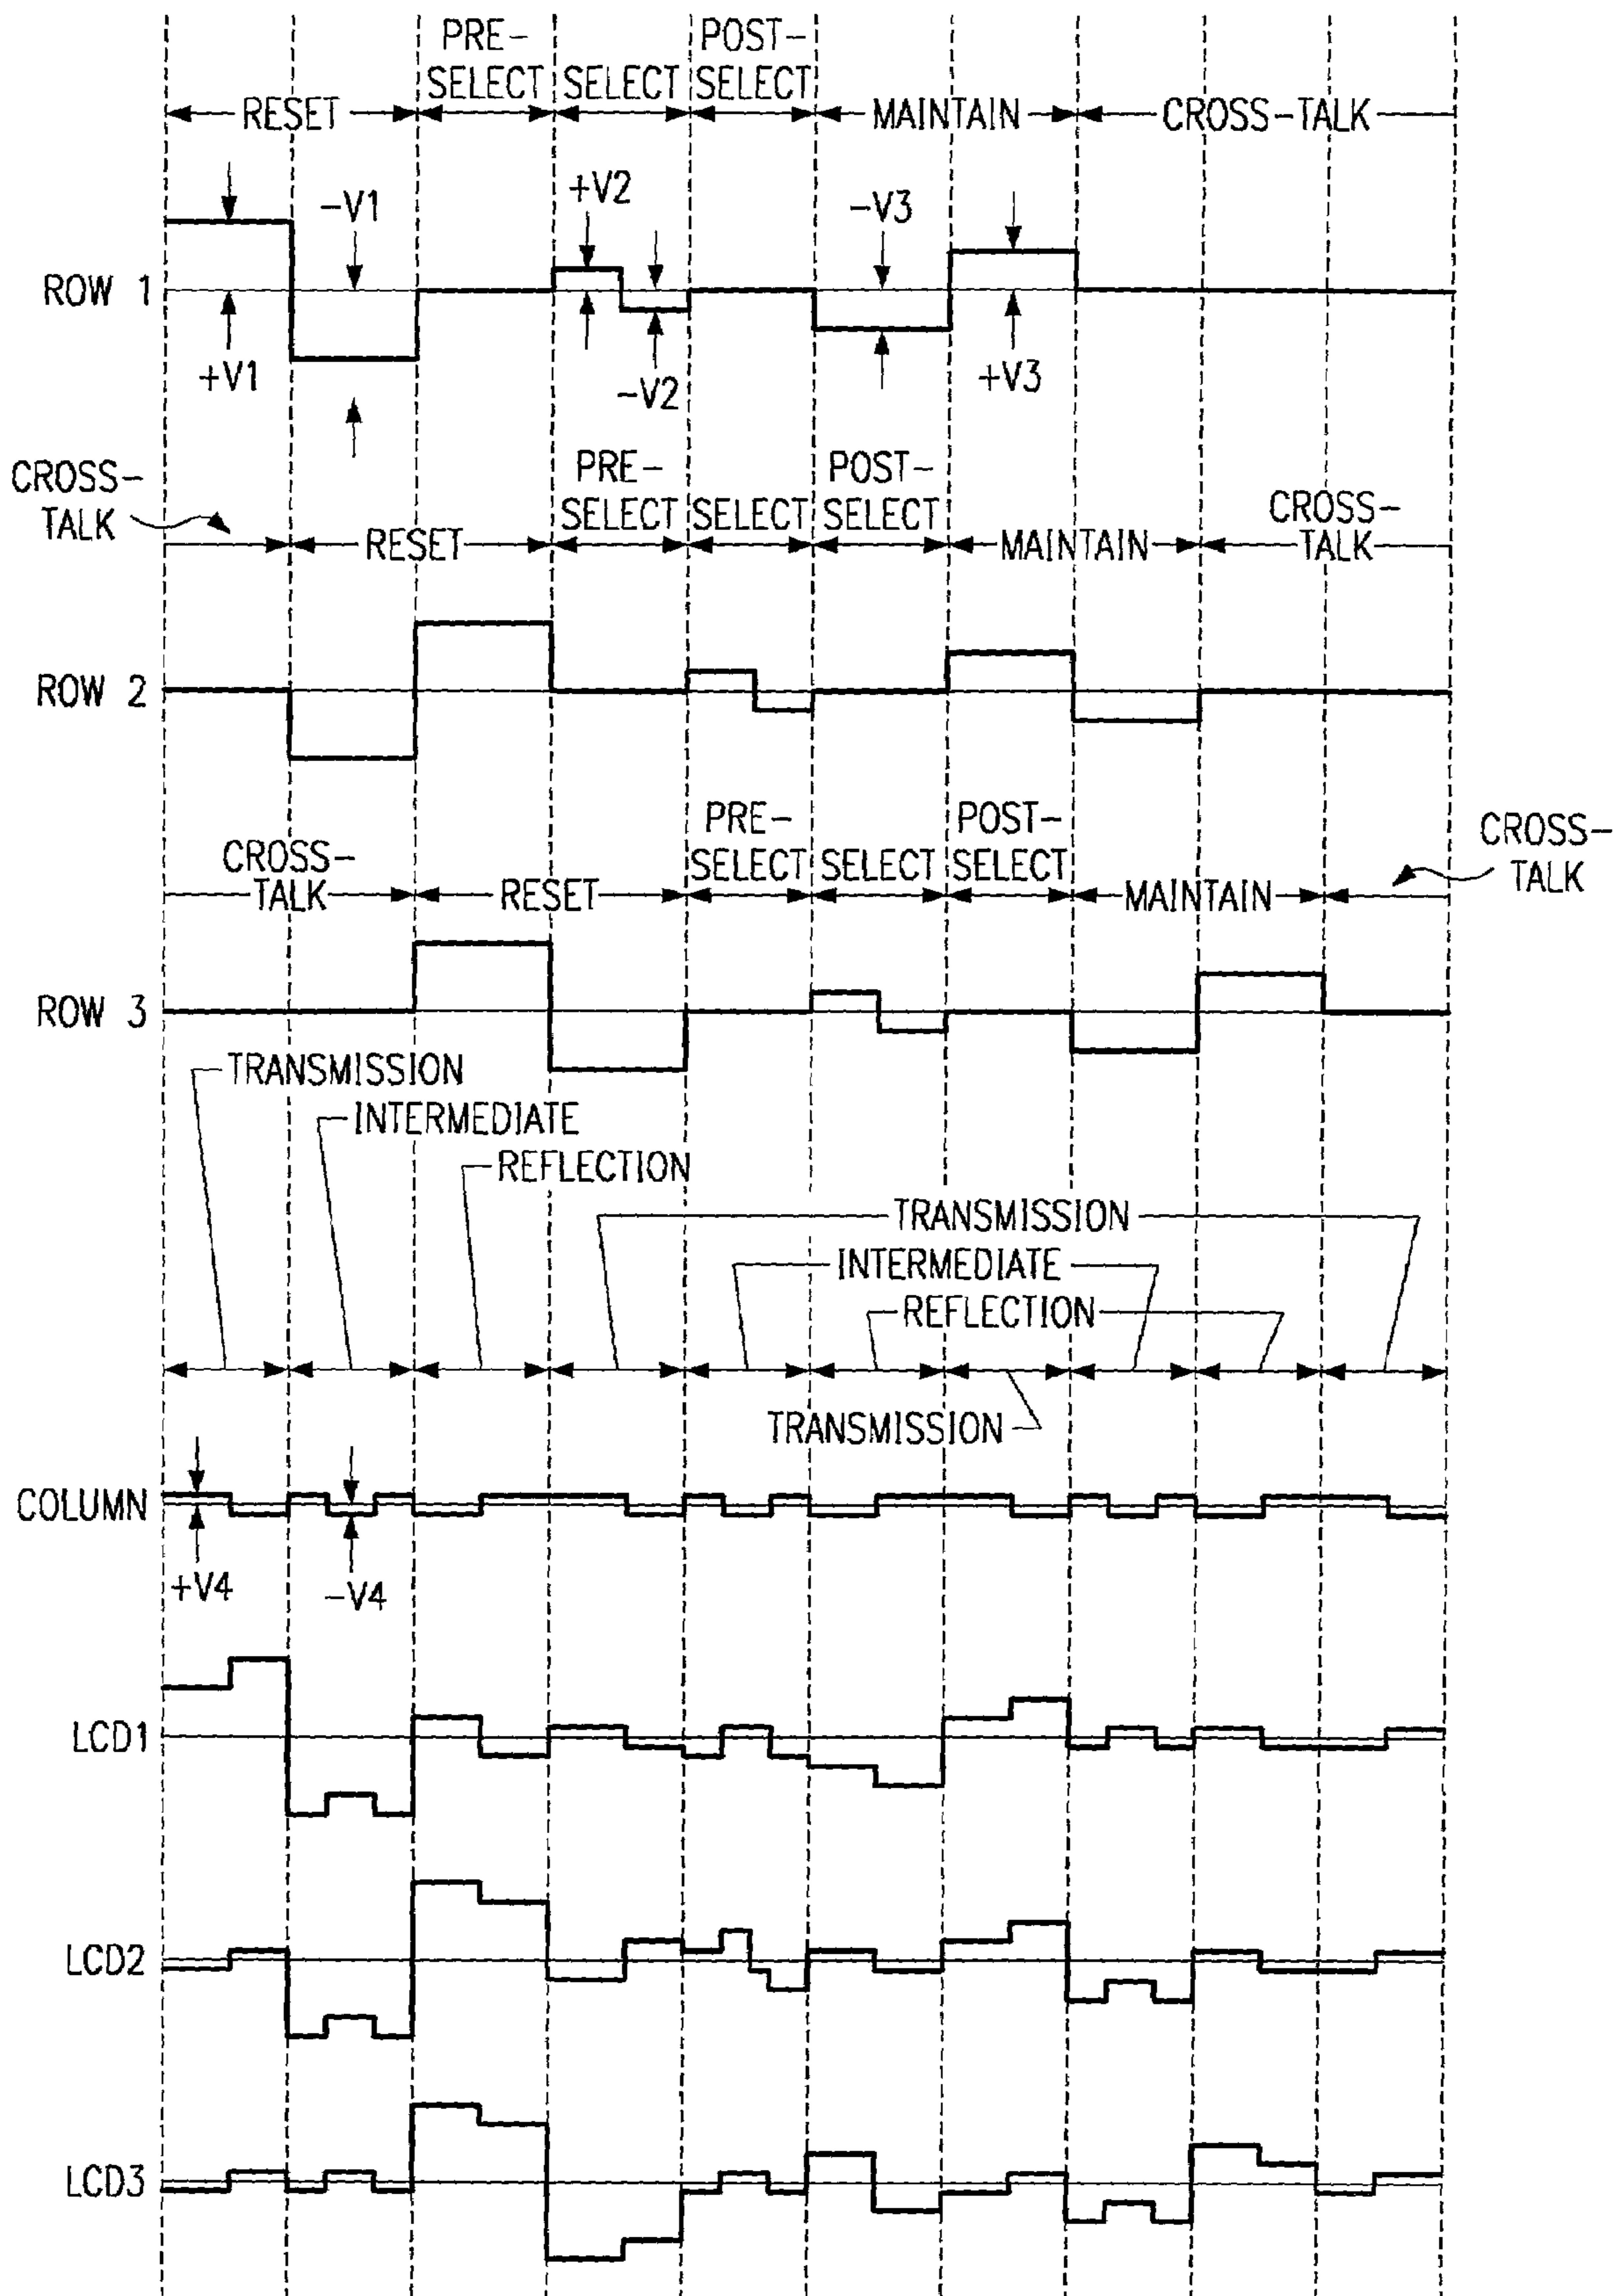 PRE-
SELECT
SELECT
POST-
SELECT
RESET
MAINTAIN
CROSS-TALK
+V2
-V1
-V3
ROW 1
+V1
-V2
+V3
CROSS-
TALK
PRE-
SELECT
SELECT
POST-
SELECT
CROSS-
TALK
RESET
MAINTAIN
ROW 2
PRE-
SELECT
SELECT
POST-
SELECT
CROSS-
TALK
CROSS-
TALK
RESET
MAINTAIN
ROW 3
TRANSMISSION
INTERMEDIATE
REFLECTION
TRANSMISSION
INTERMEDIATE
REFLECTION
TRANSMISSION
COLUMN
+V4
-V4
LCD1
LCD2
LCD3